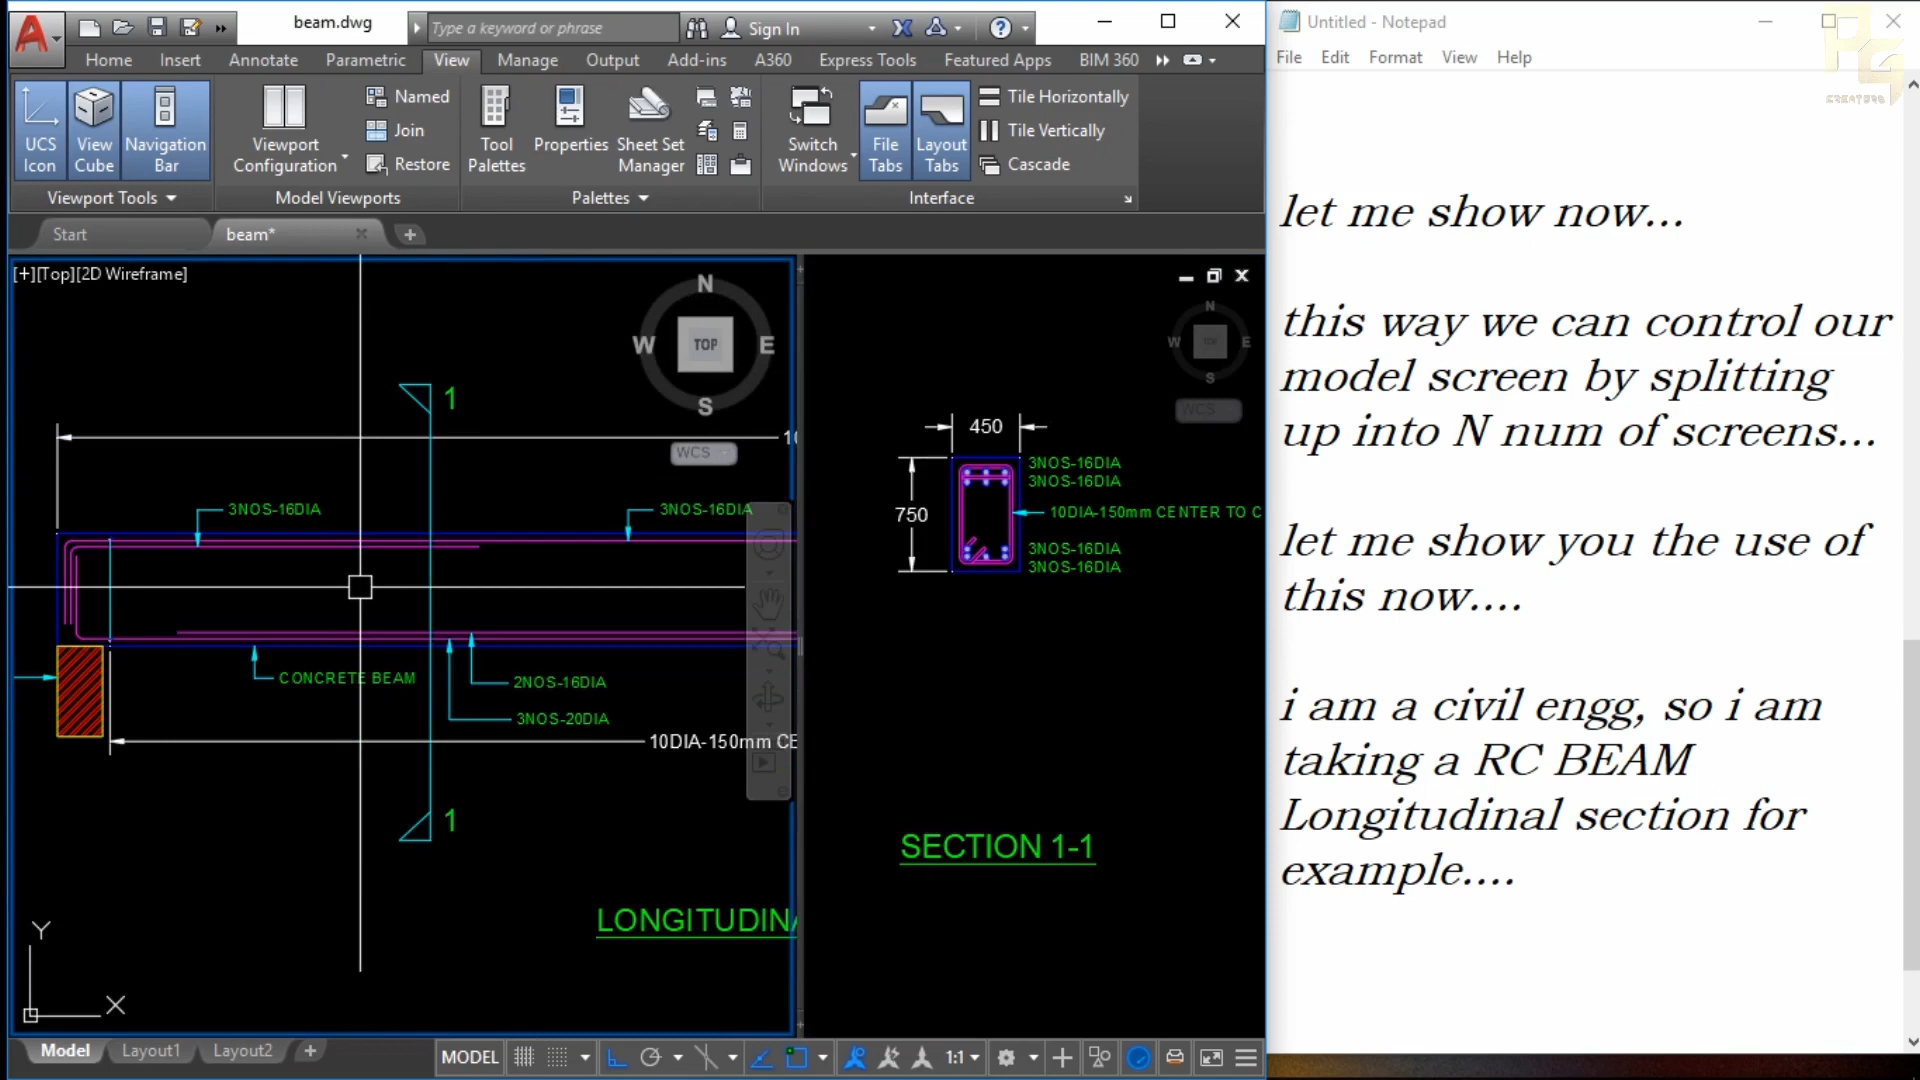 beam.dwg
Type a keyword or phrase
Sign In
Home Insert Annotate Parametric View Manage Output Add-ins A360 Express Tools Featured Apps BIM 360
UCS Icon
View Cube
Navigation Bar
Viewport Configuration
Named
Join
Restore
Tool Palettes
Properties
Sheet Set Manager
Switch Windows
File Tabs
Layout Tabs
Tile Horizontally
Tile Vertically
Cascade
Viewport Tools
Model Viewports
Palettes
Interface
Start
beam*
[+][Top][2D Wireframe]
N
W TOP E
S
WCS
1
10
3NOS-16DIA
3NOS-16DIA
CONCRETE BEAM
2NOS-16DIA
3NOS-20DIA
10DIA-150mm CE
1
LONGITUDINA
Y
X
N
W E
S
WCS
450
750
3NOS-16DIA
3NOS-16DIA
10DIA-150mm CENTER TO C
3NOS-16DIA
3NOS-16DIA
SECTION 1-1
Model Layout1 Layout2
MODEL
1:1
Untitled - Notepad
File Edit Format View Help
CREATORS
let me show now...
this way we can control our
model screen by splitting
up into N num of screens...
let me show you the use of
this now....
i am a civil engg, so i am
taking a RC BEAM
Longitudinal section for
example....